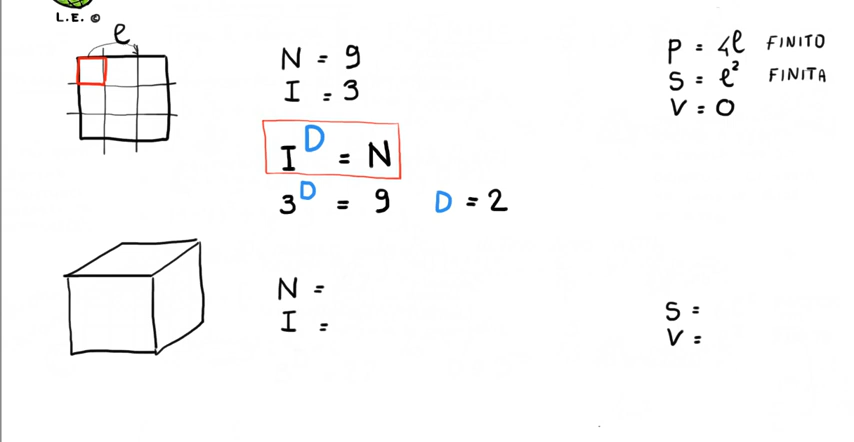 L.E. ©
ℓ
N = 9
I = 3
I^D = N
3^D = 9 D = 2
P = 4ℓ FINITO
S = ℓ² FINITA
V = 0
N =
I =
S =
V =